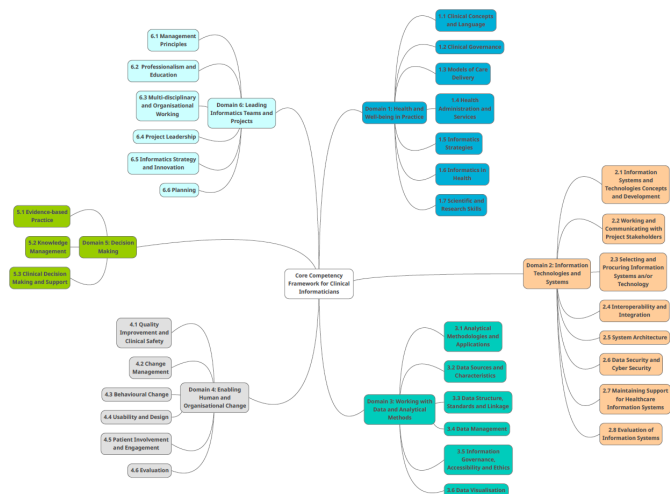 Core Competency
Framework for Clinical
Informaticians
Domain 1: Health and
Well-Being in Practice
1.1 Clinical Concepts
and Language
1.2 Clinical Governance
1.3 Models of Care
Delivery
1.4 Health
Administration and
Services
1.5 Informatics
Strategies
1.6 Informatics in
Health
1.7 Scientific and
Research Skills
Domain 2: Information
Technologies and
Systems
2.1 Information
Systems and
Technologies Concepts
and Development
2.2 Working and
Communicating with
Project Stakeholders
2.3 Selecting and
Procuring Information
Systems an/or
Technology
2.4 Interoperability and
Integration
2.5 System Architecture
2.6 Data Security and
Cyber Security
2.7 Maintaining Support
for Healthcare
Information Systems
2.8 Evaluation of
Information Systems
Domain 3: Working with
Data and Analytical
Methods
3.1 Analytical
Methodologies and
Applications
3.2 Data Sources and
Characteristics
3.3 Data Structure,
Standards and Linkage
3.4 Data Management
3.5 Information
Governance,
Accessibility and Ethics
3.6 Data Visualisation
Domain 4: Enabling
Human and
Organisational Change
4.1 Quality
Improvement and
Clinical Safety
4.2 Change
Management
4.3 Behavioural Change
4.4 Usability and Design
4.5 Patient Involvement
and Engagement
4.6 Evaluation
Domain 5: Decision
Making
5.1 Evidence-based
Practice
5.2 Knowledge
Management
5.3 Clinical Decision
Making and Support
Domain 6: Leading
Informatics Teams and
Projects
6.1 Management
Principles
6.2 Professionalism and
Education
6.3 Multi-disciplinary
and Organisational
Working
6.4 Project Leadership
6.5 Informatics Strategy
and Innovation
6.6 Planning